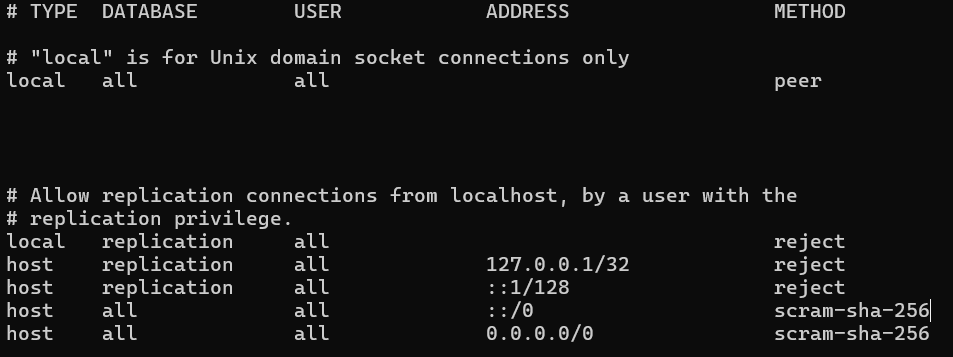 # TYPE  DATABASE        USER            ADDRESS                 METHOD
# "local" is for Unix domain socket connections only
local   all             all                                     peer
# Allow replication connections from localhost, by a user with the
# replication privilege.
local   replication     all                                     reject
host    replication     all             127.0.0.1/32            reject
host    replication     all             ::1/128                 reject
host    all             all             ::/0                    scram-sha-256
host    all             all             0.0.0.0/0               scram-sha-256